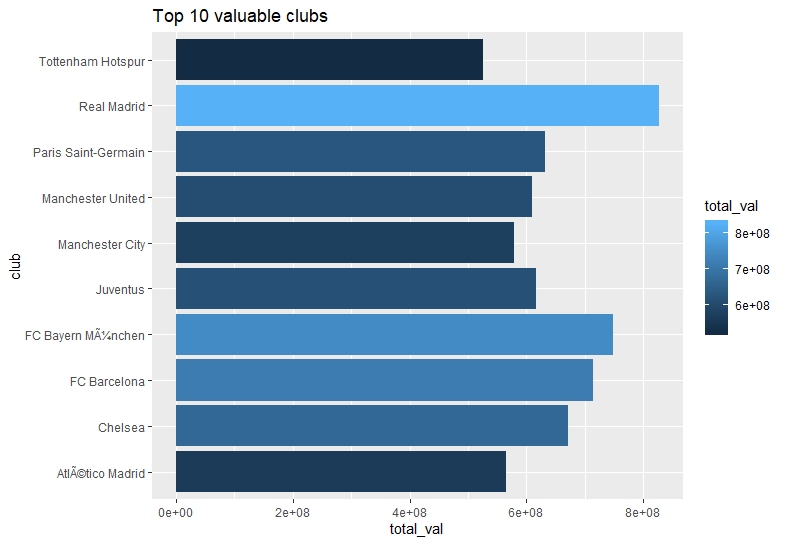 Top 10 valuable clubs
Tottenham Hotspur
Real Madrid
Paris Saint-Germain
Manchester United
Manchester City
Juventus
FC Bayern MÃ¼nchen
FC Barcelona
Chelsea
AtlÃ©tico Madrid
club
0e+00 2e+08 4e+08 6e+08 8e+08
total_val
total_val
8e+08
7e+08
6e+08